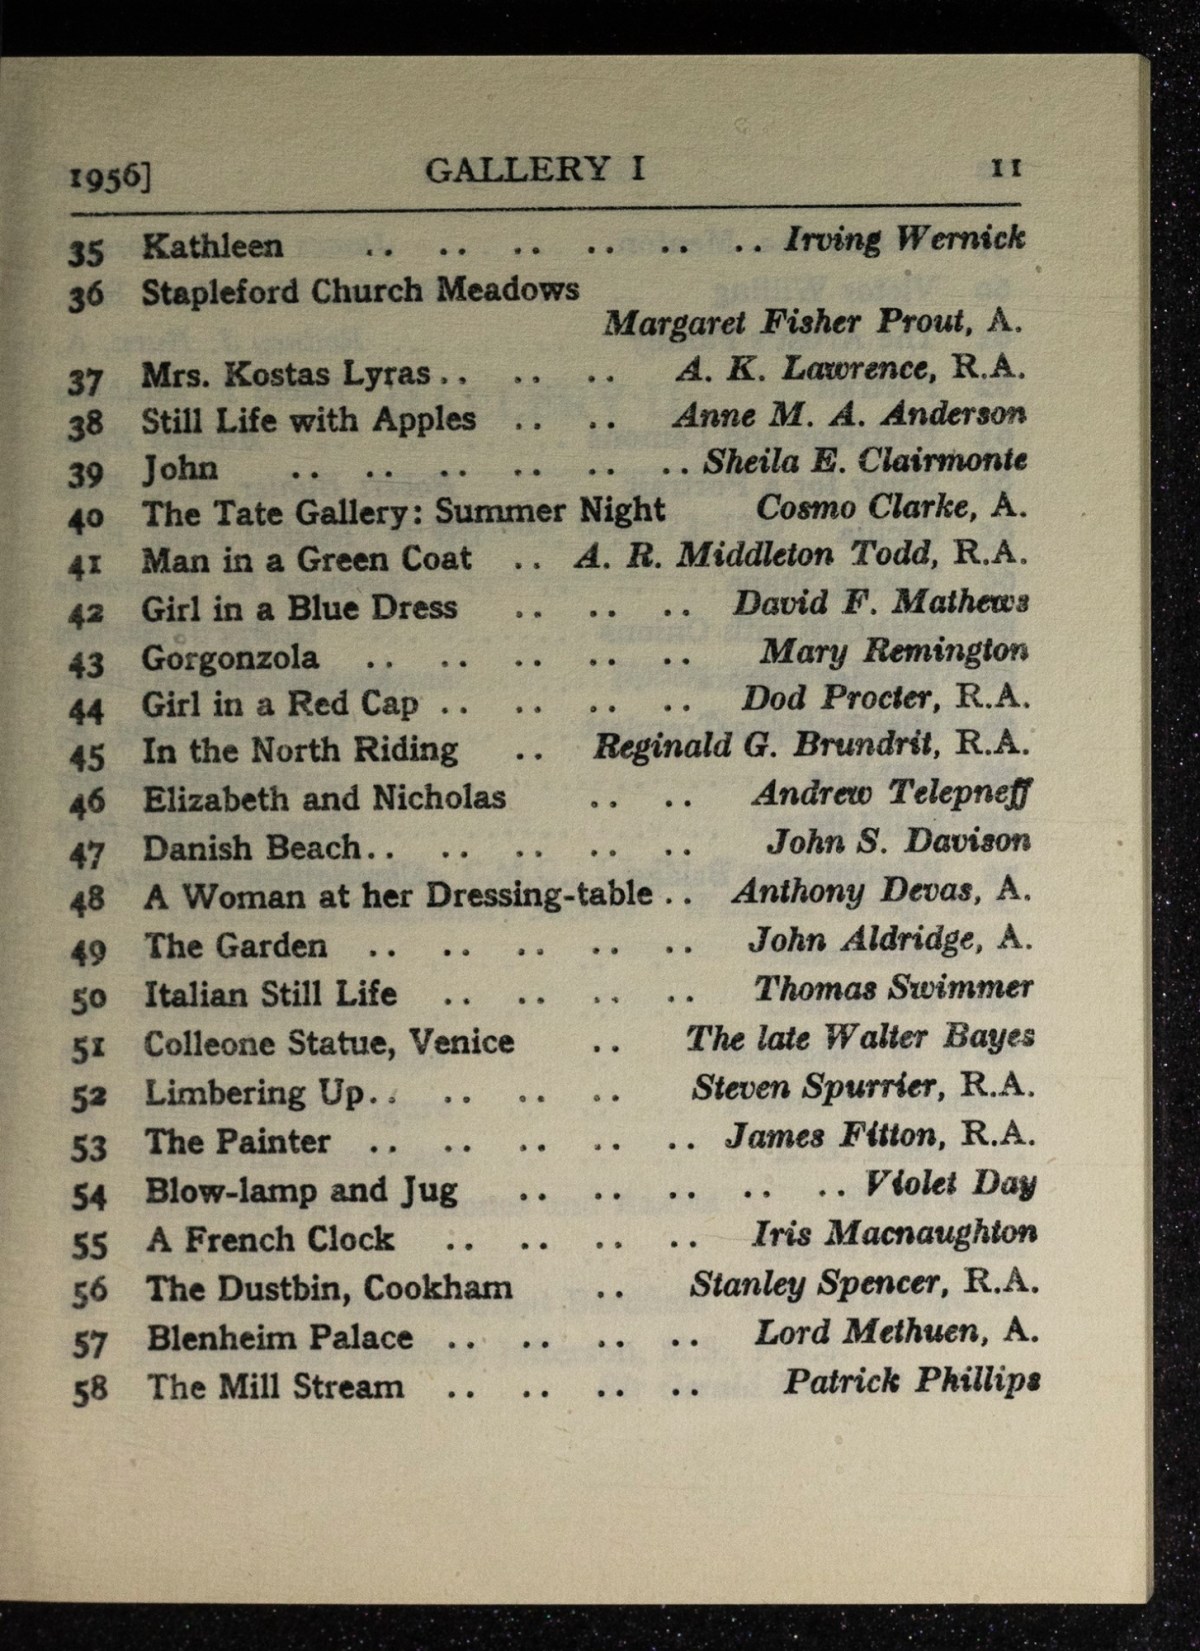 1956] GALLERY I 11
35 Kathleen .. .. .. .. .. .. Irving Wernick
36 Stapleford Church Meadows
Margaret Fisher Prout, A.
37 Mrs. Kostas Lyras .. .. .. A. K. Lawrence, R.A.
38 Still Life with Apples .. .. Anne M. A. Anderson
39 John .. .. .. .. .. .. Sheila E. Clairmonte
40 The Tate Gallery: Summer Night Cosmo Clarke, A.
41 Man in a Green Coat .. A. R. Middleton Todd, R.A.
42 Girl in a Blue Dress .. .. .. David F. Mathews
43 Gorgonzola .. .. .. .. .. Mary Remington
44 Girl in a Red Cap .. .. .. .. Dod Procter, R.A.
45 In the North Riding .. Reginald G. Brundrit, R.A.
46 Elizabeth and Nicholas .. .. Andrew Telepneff
47 Danish Beach .. .. .. .. .. John S. Davison
48 A Woman at her Dressing-table .. Anthony Devas, A.
49 The Garden .. .. .. .. .. John Aldridge, A.
50 Italian Still Life .. .. .. .. Thomas Swimmer
51 Colleone Statue, Venice .. The late Walter Bayes
52 Limbering Up .. .. .. .. Steven Spurrier, R.A.
53 The Painter .. .. .. .. .. James Fitton, R.A.
54 Blow-lamp and Jug .. .. .. .. .. Violet Day
55 A French Clock .. .. .. .. Iris Macnaughton
56 The Dustbin, Cookham .. Stanley Spencer, R.A.
57 Blenheim Palace .. .. .. .. Lord Methuen, A.
58 The Mill Stream .. .. .. .. Patrick Phillips